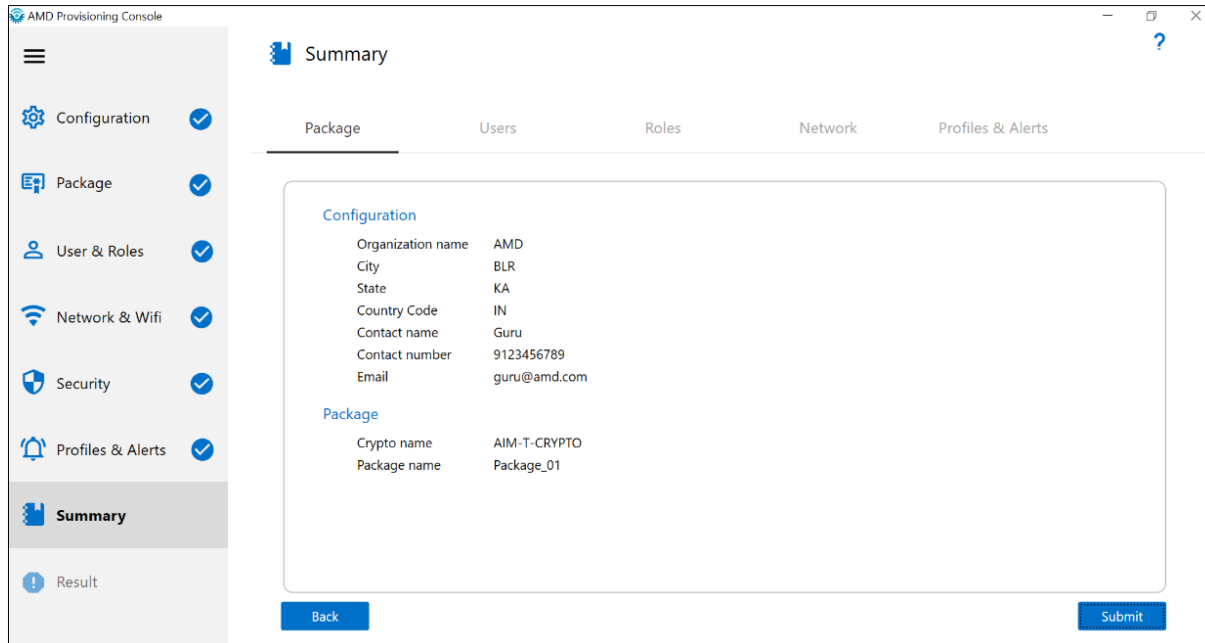 AMD Provisioning Console
Summary
?
Configuration
Package
User & Roles
Network & Wifi
Security
Profiles & Alerts
Summary
Result
Package Users Roles Network Profiles & Alerts
Configuration
Organization name AMD
City BLR
State KA
Country Code IN
Contact name Guru
Contact number 9123456789
Email guru@amd.com
Package
Crypto name AIM-T-CRYPTO
Package name Package_01
Back Submit